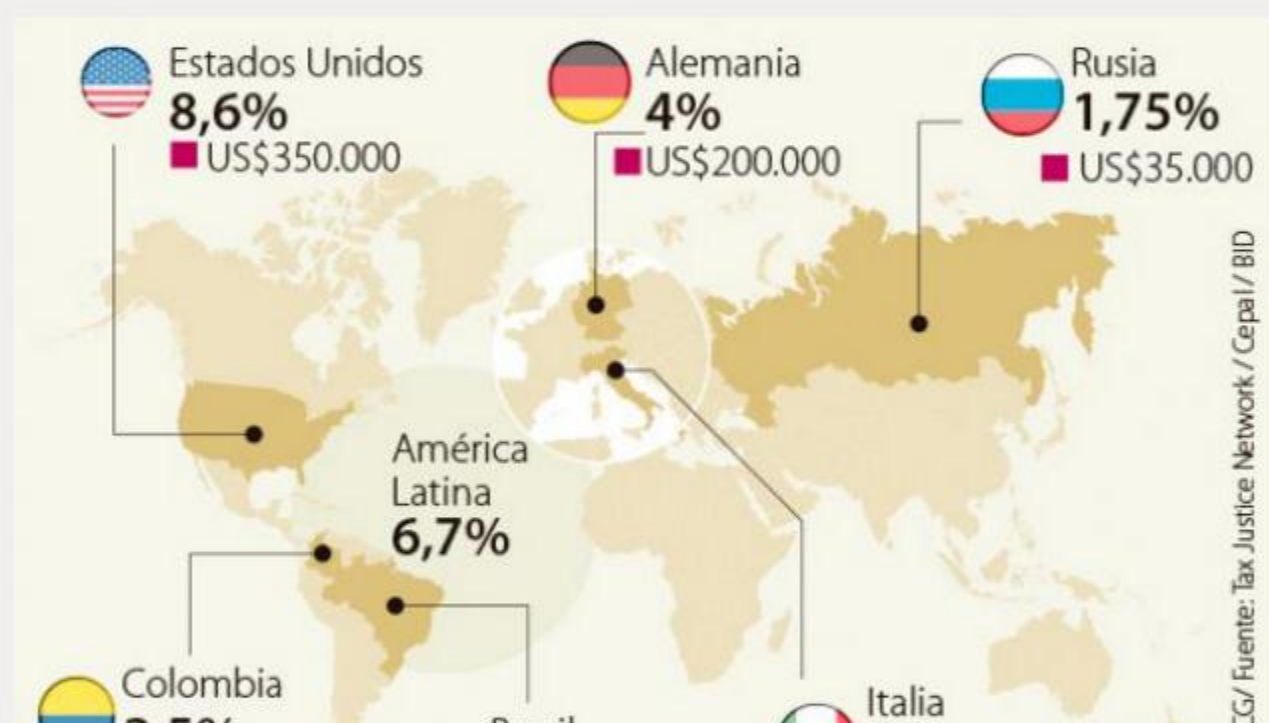 Estados Unidos
8,6%
US$350.000
Alemania
4%
US$200.000
Rusia
1,75%
US$35.000
América
Latina
6,7%
Colombia
Italia
CG/ Fuente: Tax Justice Network / Cepal / BID